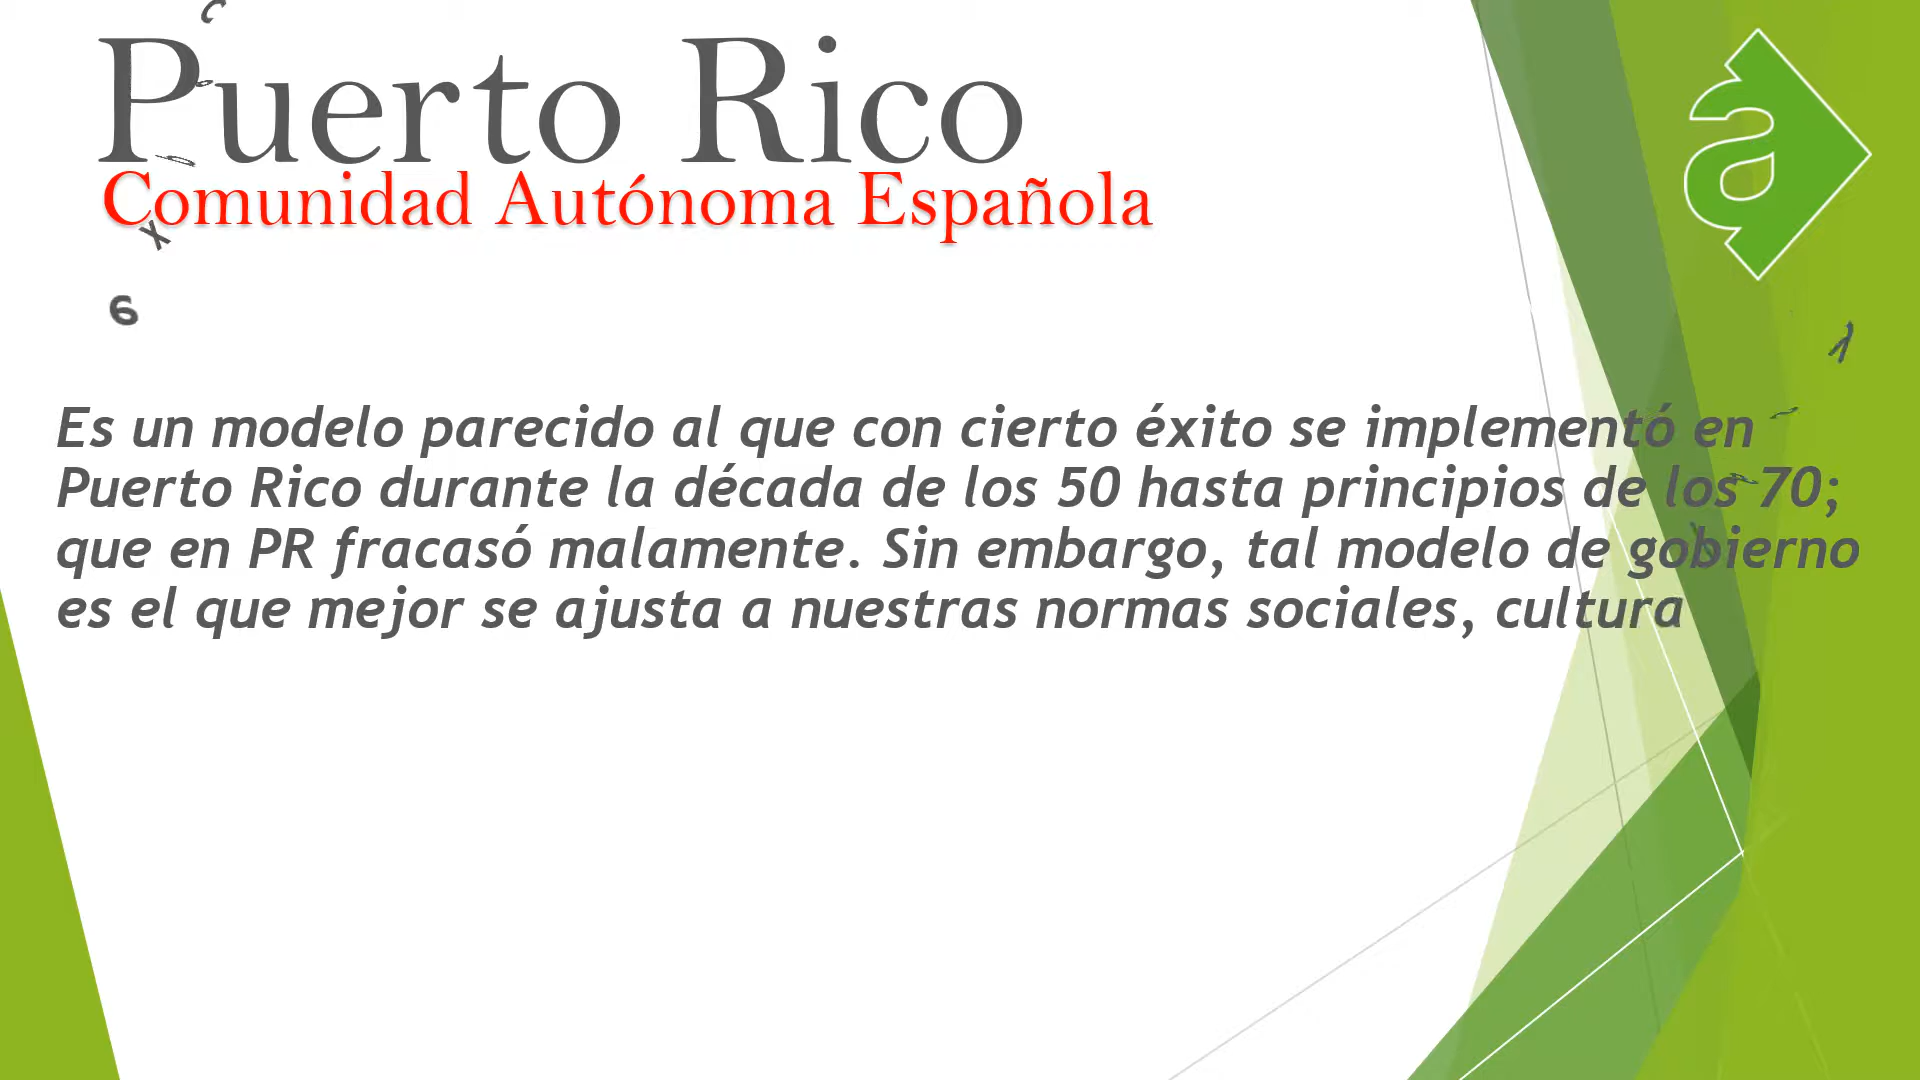 Puerto Rico
Comunidad Autónoma Española
Es un modelo parecido al que con cierto éxito se implementó en
Puerto Rico durante la década de los 50 hasta principios de los 70;
que en PR fracasó malamente. Sin embargo, tal modelo de gobierno
es el que mejor se ajusta a nuestras normas sociales, cultura
a